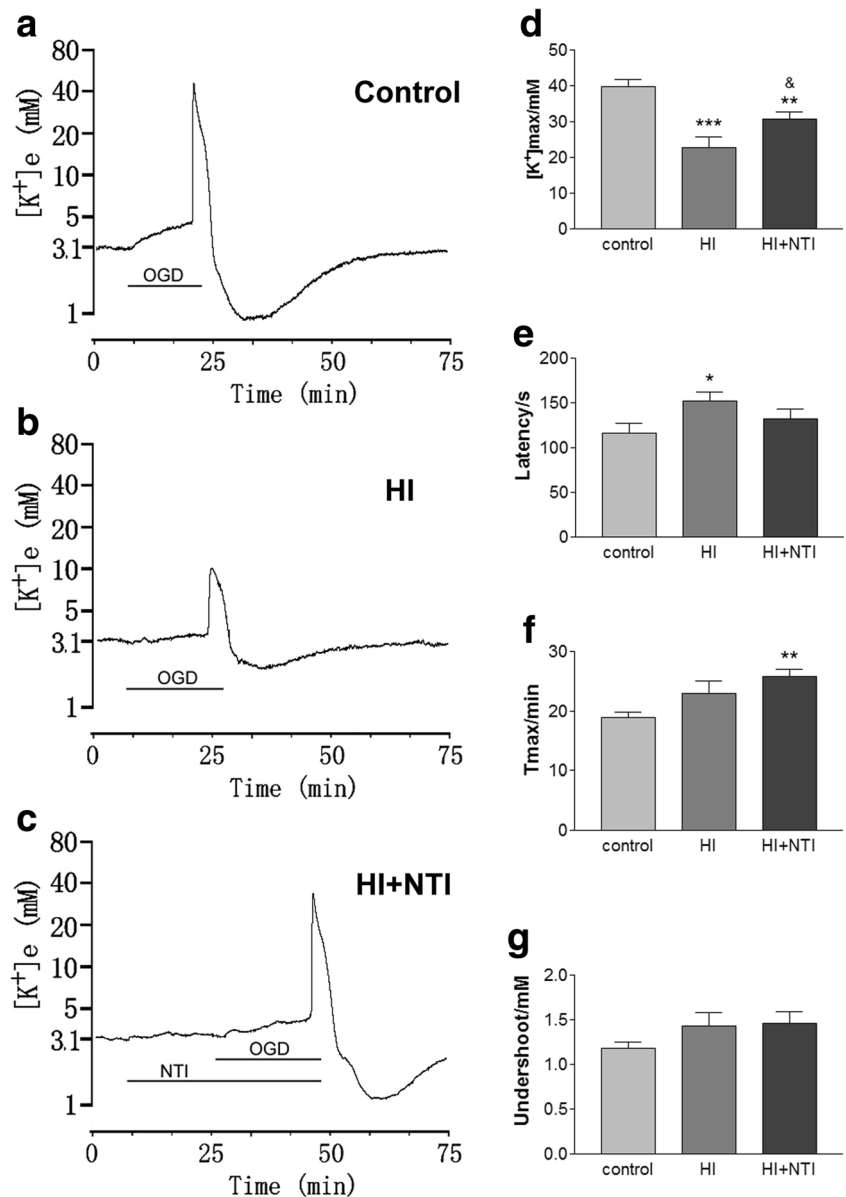 a
Control
[K⁺]e (mM)
80
40
20
10
5
3.1
1
OGD
0 25 50 75
Time (min)
b
HI
[K⁺]e (mM)
80
40
20
10
5
3.1
1
OGD
0 25 50 75
Time (min)
c
HI+NTI
[K⁺]e (mM)
80
40
20
10
5
3.1
1
OGD
NTI
0 25 50 75
Time (min)
d
[K⁺]max/mM
50
40
30
20
10
0
***
&
**
control HI HI+NTI
e
Latency/s
200
150
100
50
0
*
control HI HI+NTI
f
Tmax/min
30
20
10
0
**
control HI HI+NTI
g
Undershoot/mM
2.0
1.5
1.0
0.5
0.0
control HI HI+NTI